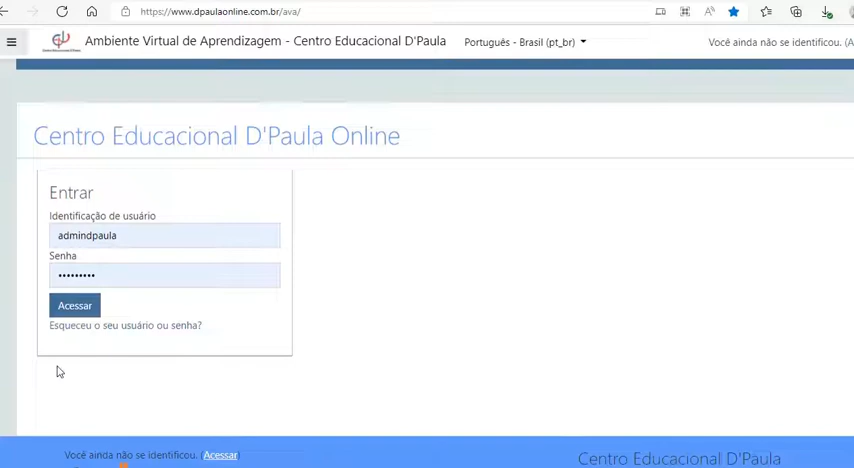 https://www.dpaulaonline.com.br/ava/
Ambiente Virtual de Aprendizagem - Centro Educacional D'Paula
Português - Brasil (pt_br)
Você ainda não se identificou. (A
Centro Educacional D'Paula Online
Entrar
Identificação de usuário
admindpaula
Senha
•••••••••
Acessar
Esqueceu o seu usuário ou senha?
Você ainda não se identificou. (Acessar)
Centro Educacional D'Paula